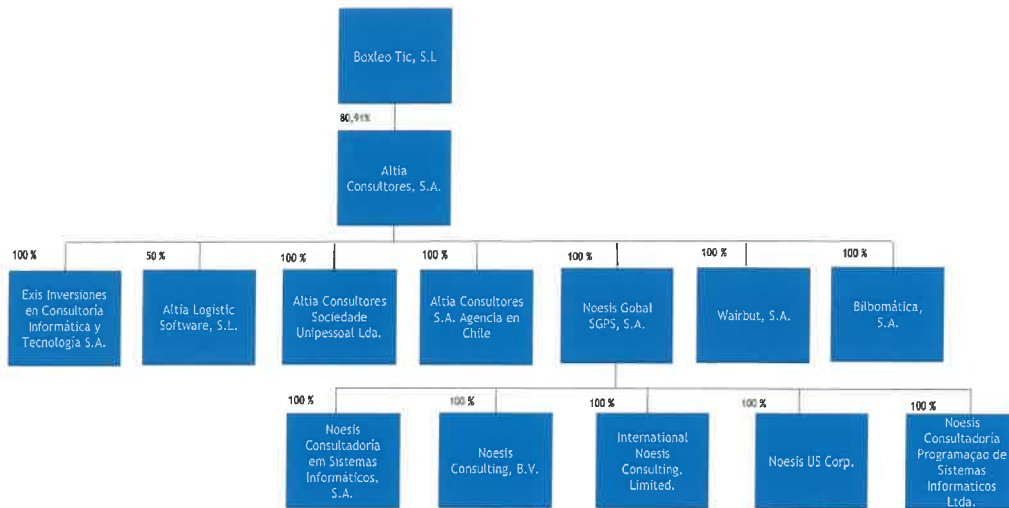 Boxleo Tic, S.L
80,91%
Altia
Consultores, S.A.
100 %
50 %
100 %
100 %
100 %
100 %
100 %
Exis Inversiones
en Consultoría
Informática y
Tecnología S.A.
Altia Logistic
Software, S.L.
Altia Consultores
Sociedade
Unipessoal Lda.
Altia Consultores
S.A. Agencia en
Chile
Noesis Gobal
SGPS, S.A.
Wairbut, S.A.
Bilbomática,
S.A.
100 %
100 %
100 %
100 %
100 %
Noesis
Consultadoría
em Sistemas
Informáticos,
S.A.
Noesis
Consulting, B.V.
International
Noesis
Consulting,
Limited.
Noesis US Corp.
Noesis
Consultadoría
Programaçao de
Sistemas
Informaticos
Ltda.